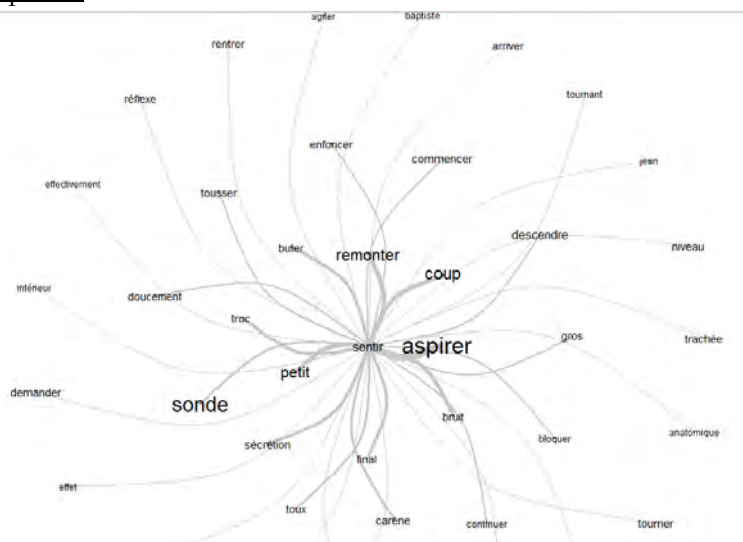 agiter
baptiste
rentrer
arriver
tournant
réflexe
enfoncer
commencer
jean
effectivement
tousser
descendre
buter
remonter
niveau
coup
intérieur
doucement
troc
trachée
gros
sentir
aspirer
petit
demander
sonde
bruit
anatomique
sécrétion
bloquer
final
effet
toux
carène
continuer
tourner